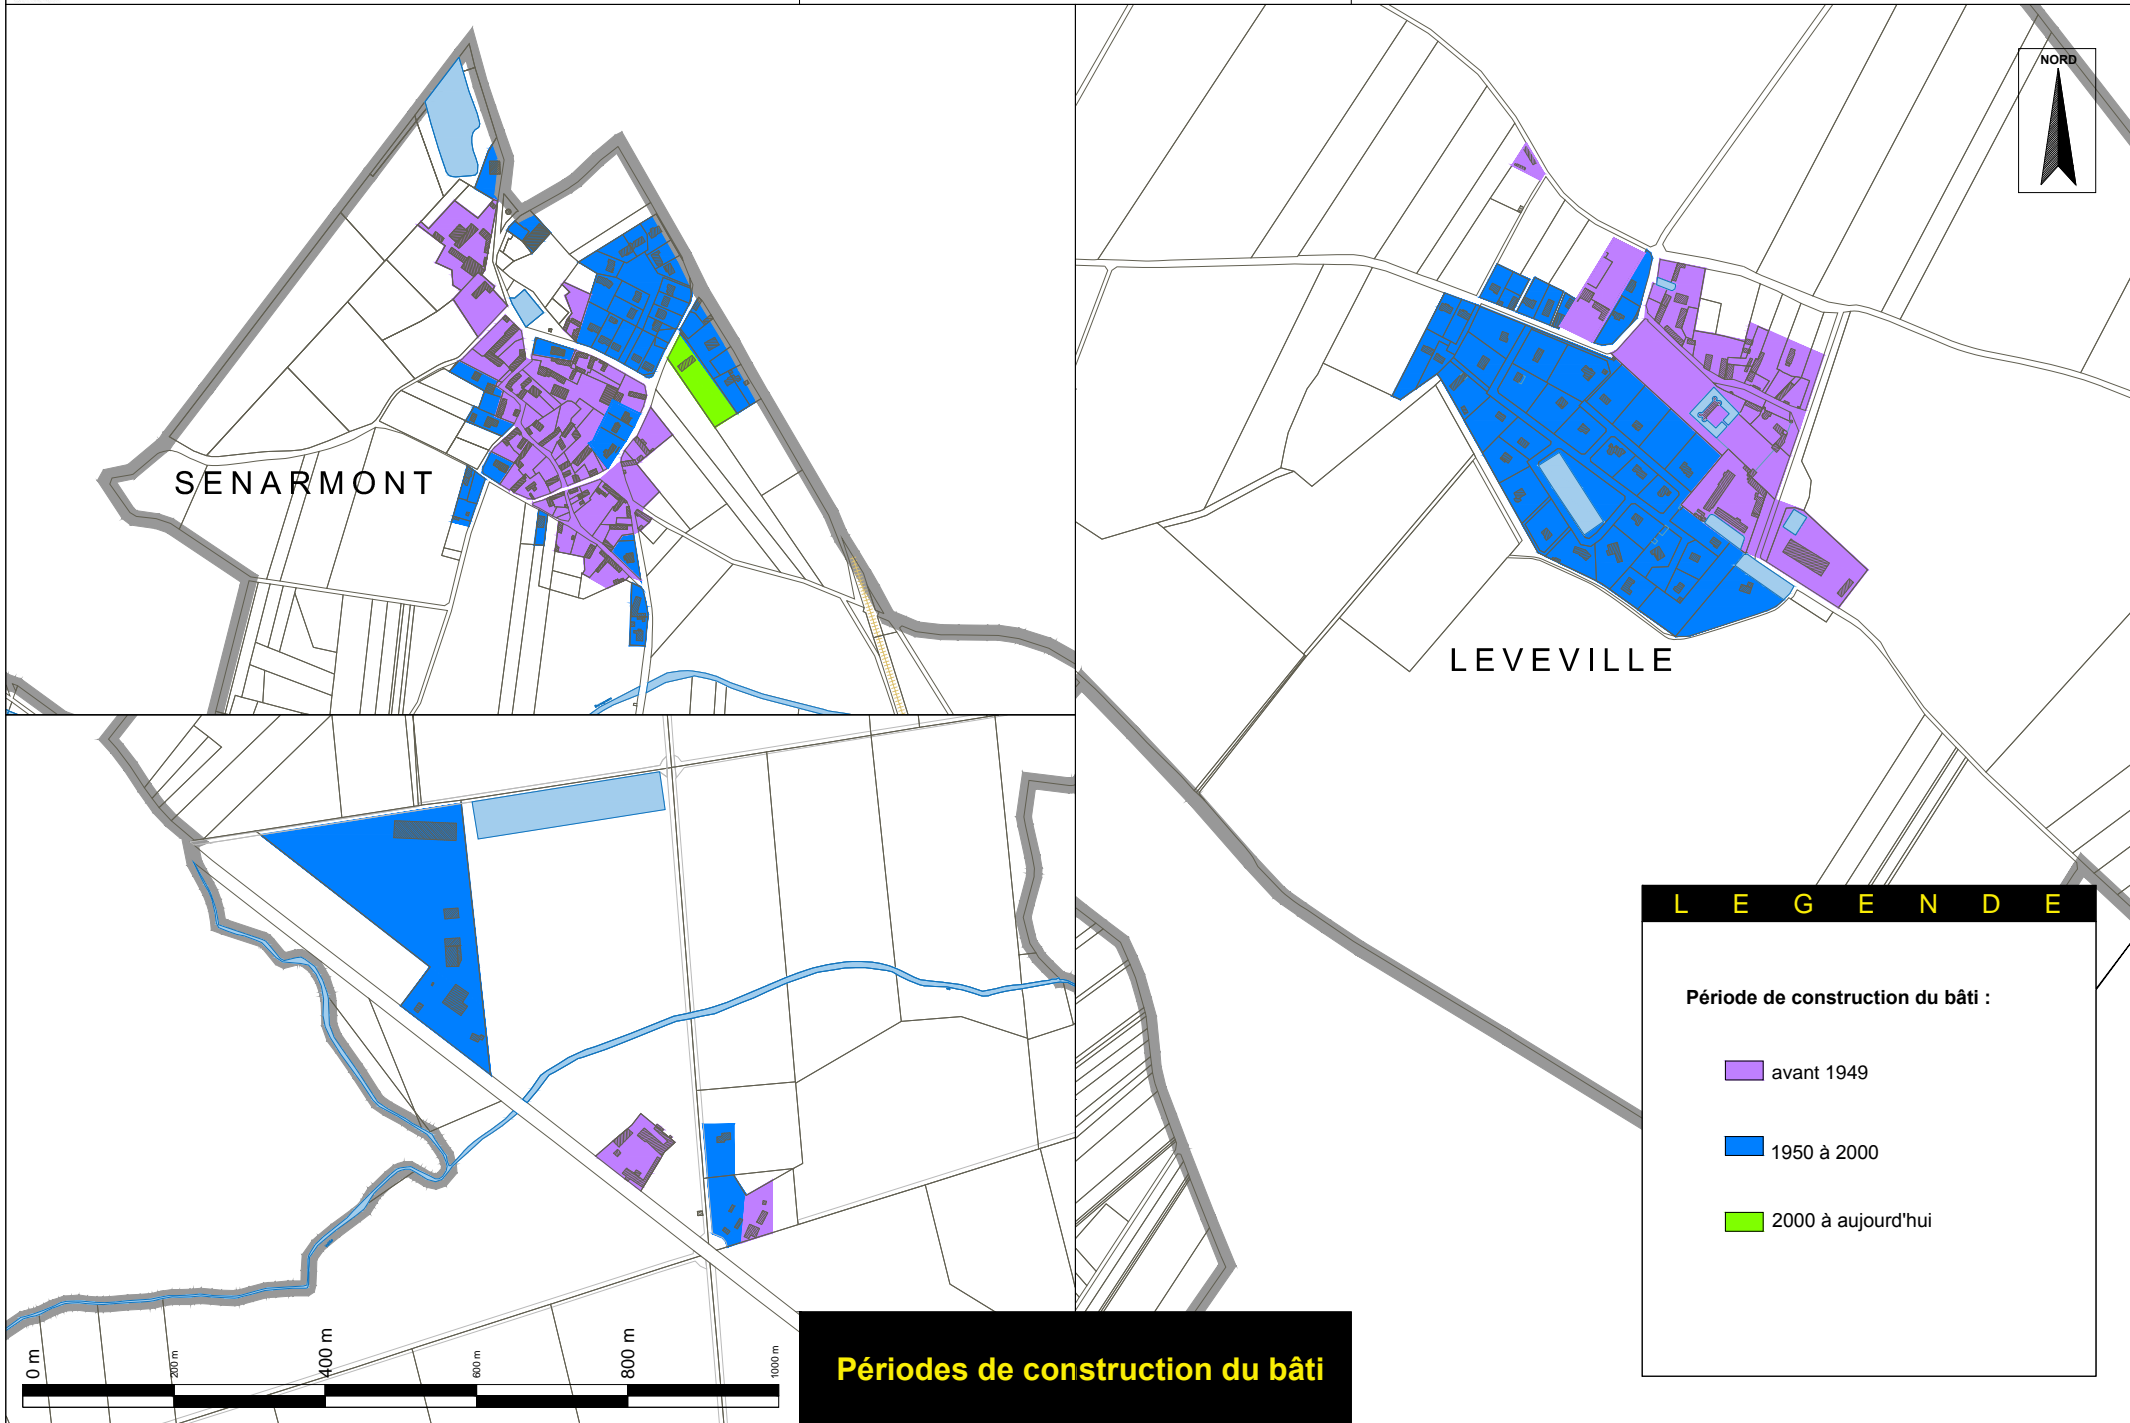 NORD
SENARMONT
LEVEVILLE
L E G E N D E
Période de construction du bâti :
avant 1949
1950 à 2000
2000 à aujourd'hui
0 m
200 m
400 m
600 m
800 m
1000 m
Périodes de construction du bâti